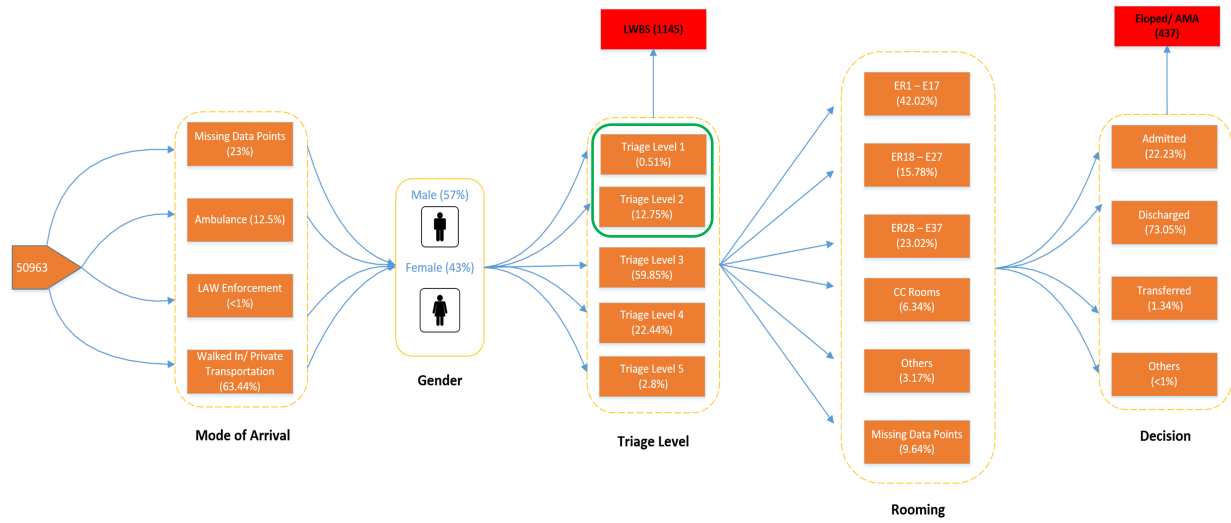 50963
Missing Data Points
(23%)
Ambulance (12.5%)
LAW Enforcement
(<1%)
Walked In/ Private
Transportation
(63.44%)
Mode of Arrival
Male (57%)
Female (43%)
Gender
LWBS (1145)
Triage Level 1
(0.51%)
Triage Level 2
(12.75%)
Triage Level 3
(59.85%)
Triage Level 4
(22.44%)
Triage Level 5
(2.8%)
Triage Level
ER1 – E17
(42.02%)
ER18 – E27
(15.78%)
ER28 – E37
(23.02%)
CC Rooms
(6.34%)
Others
(3.17%)
Missing Data Points
(9.64%)
Rooming
Eloped/ AMA
(437)
Admitted
(22.23%)
Discharged
(73.05%)
Transferred
(1.34%)
Others
(<1%)
Decision